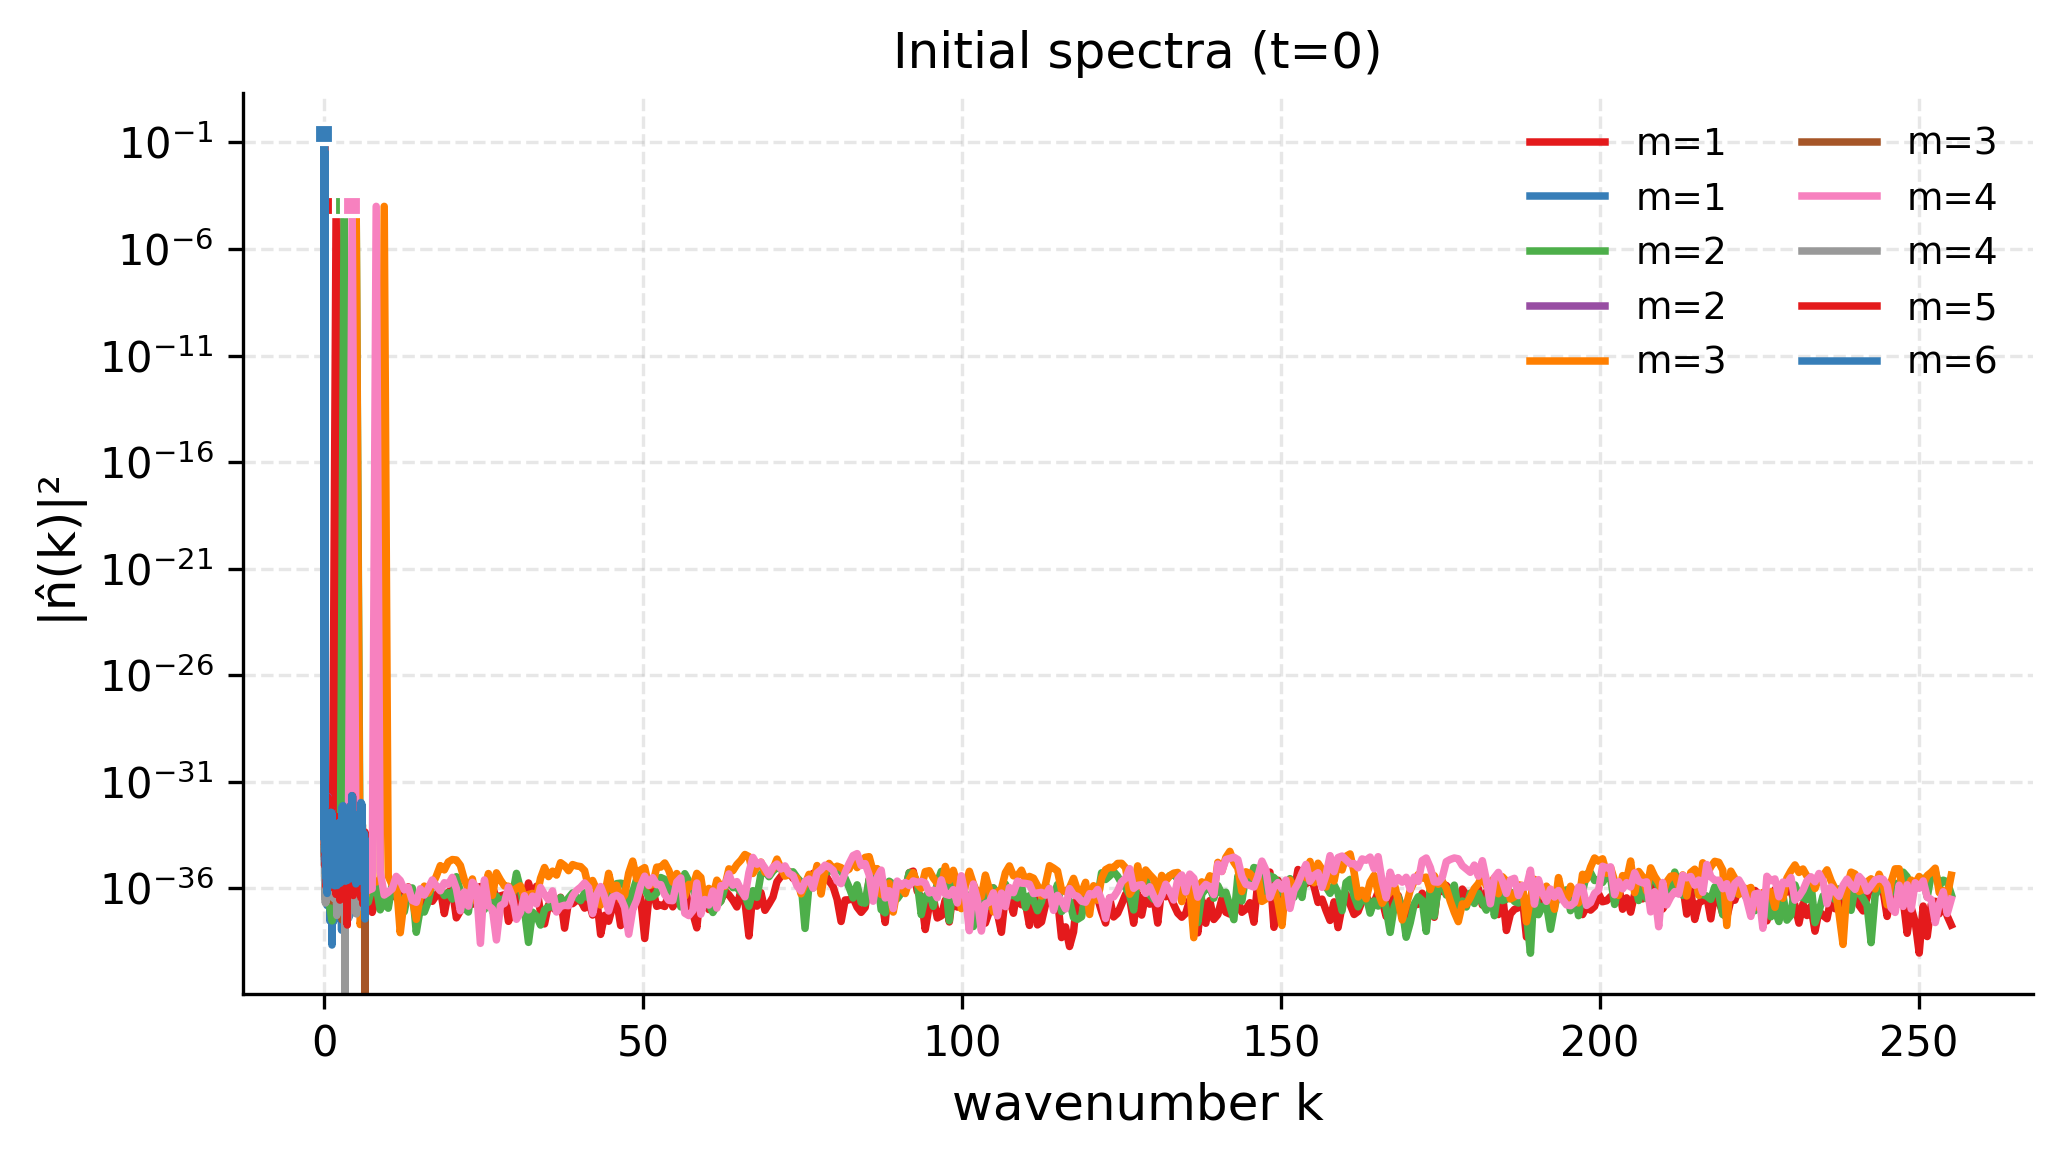 Initial spectra (t=0)
|n̂(k)|²
10⁻¹
10⁻⁶
10⁻¹¹
10⁻¹⁶
10⁻²¹
10⁻²⁶
10⁻³¹
10⁻³⁶
m=1
m=1
m=2
m=2
m=3
m=3
m=4
m=4
m=5
m=6
0 50 100 150 200 250
wavenumber k